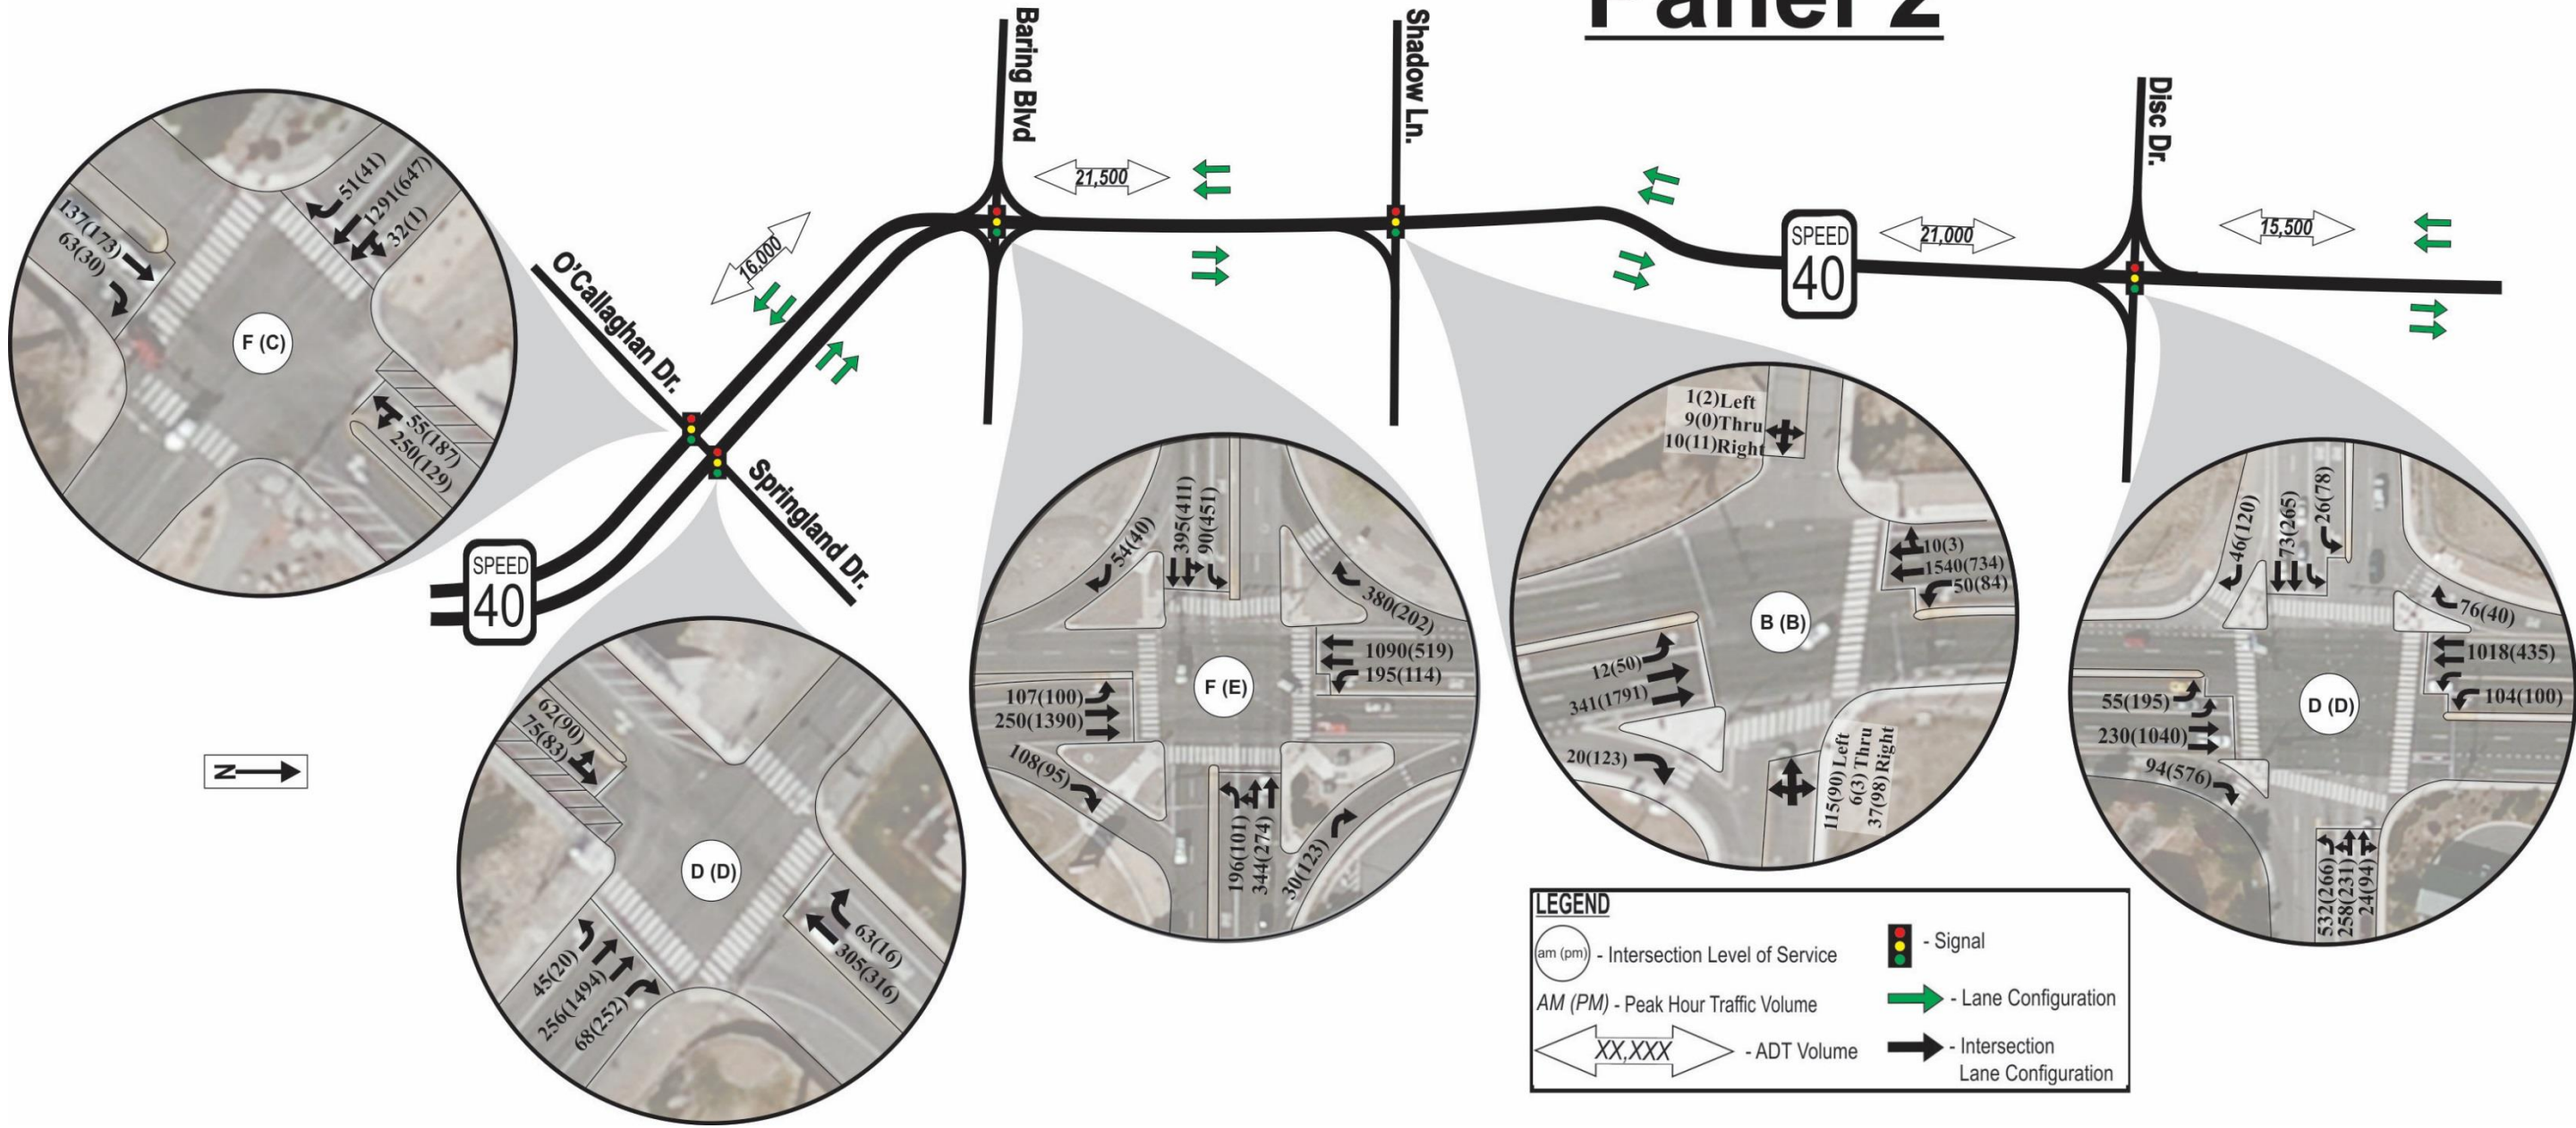 Panel 2
Baring Blvd
Shadow Ln.
Disc Dr.
21,500
16,000
21,000
15,500
SPEED
40
SPEED
40
O'Callaghan Dr.
Springland Dr.
N
51(41)
1291(647)
32(1)
137(173)
63(30)
F (C)
55(187)
250(129)
62(90)
75(83)
D (D)
45(20)
256(1494)
68(252)
63(16)
305(316)
54(40)
395(411)
90(451)
380(202)
1090(519)
195(114)
F (E)
107(100)
250(1390)
108(95)
196(101)
344(274)
30(123)
1(2)Left
9(0)Thru
10(11)Right
10(3)
1540(734)
50(84)
B (B)
12(50)
341(1791)
20(123)
115(90) Left
6(3) Thru
37(98) Right
46(120)
73(265)
26(78)
76(40)
1018(435)
104(100)
D (D)
55(195)
230(1040)
94(576)
532(266)
258(231)
24(94)
LEGEND
am (pm) - Intersection Level of Service
AM (PM) - Peak Hour Traffic Volume
XX,XXX - ADT Volume
- Signal
- Lane Configuration
- Intersection
Lane Configuration